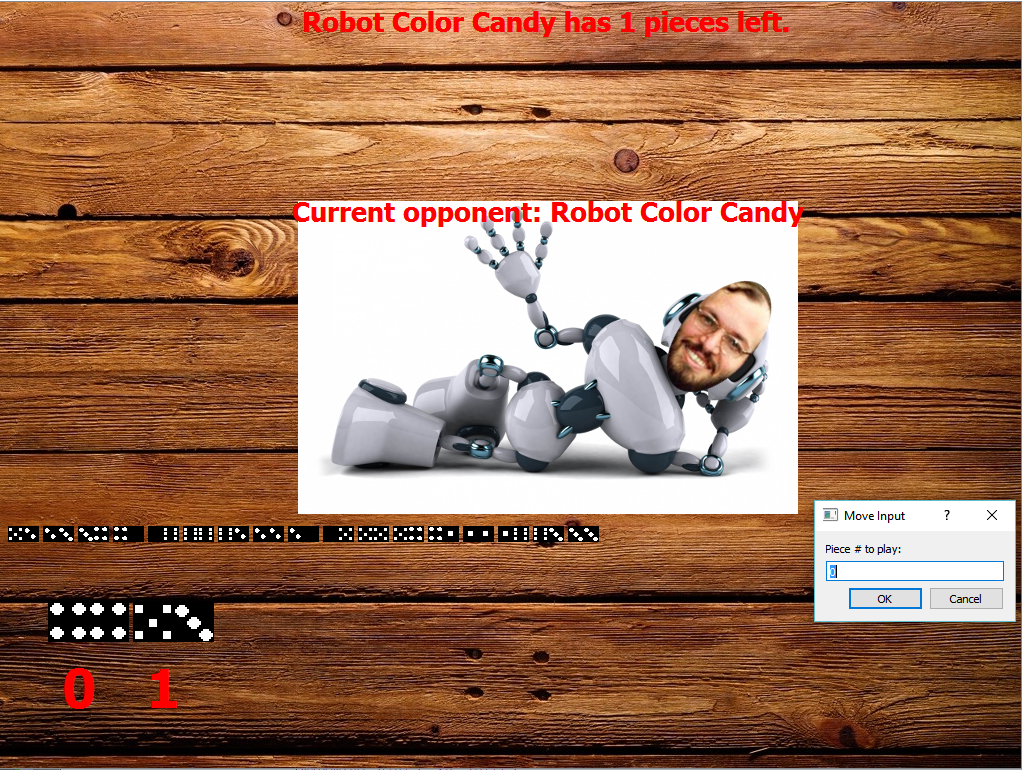 Robot Color Candy has 1 pieces left.
Current opponent: Robot Color Candy
Move Input
?
Piece # to play:
0
OK
Cancel
0 1